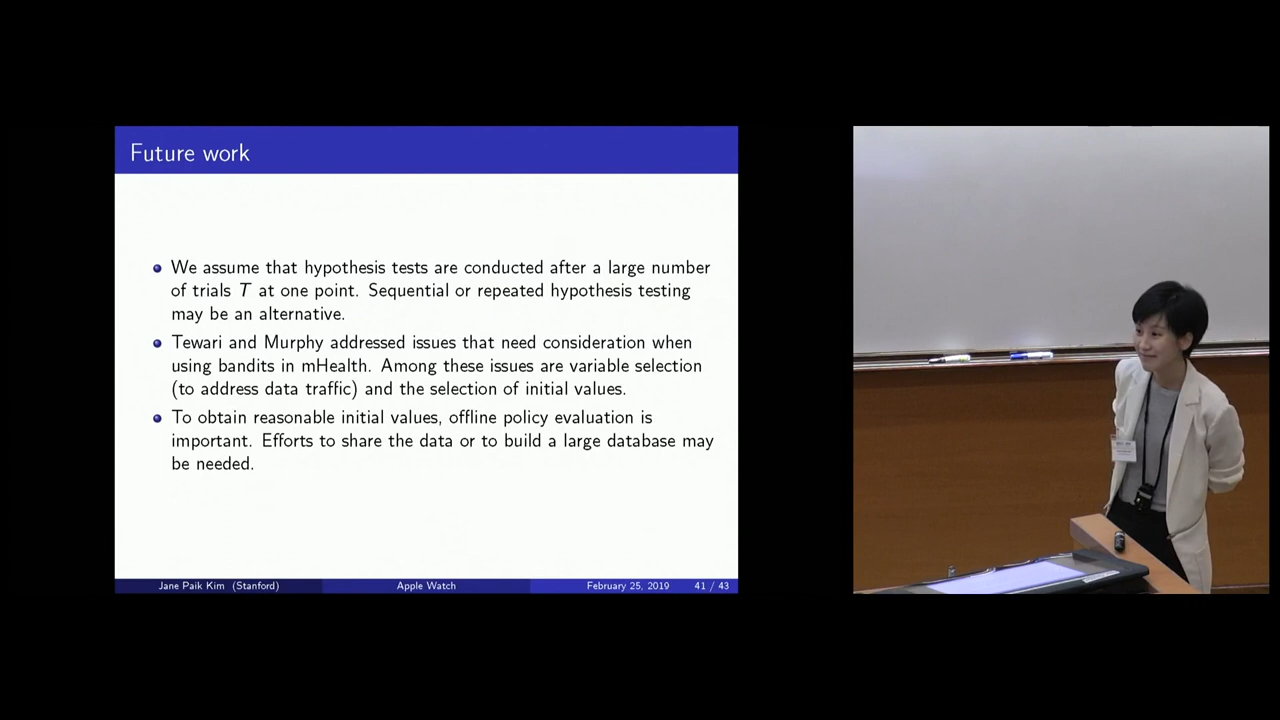 Future work
We assume that hypothesis tests are conducted after a large number
of trials T at one point. Sequential or repeated hypothesis testing
may be an alternative.
Tewari and Murphy addressed issues that need consideration when
using bandits in mHealth. Among these issues are variable selection
(to address data traffic) and the selection of initial values.
To obtain reasonable initial values, offline policy evaluation is
important. Efforts to share the data or to build a large database may
be needed.
Jane Paik Kim (Stanford) Apple Watch February 25, 2019 41 / 43